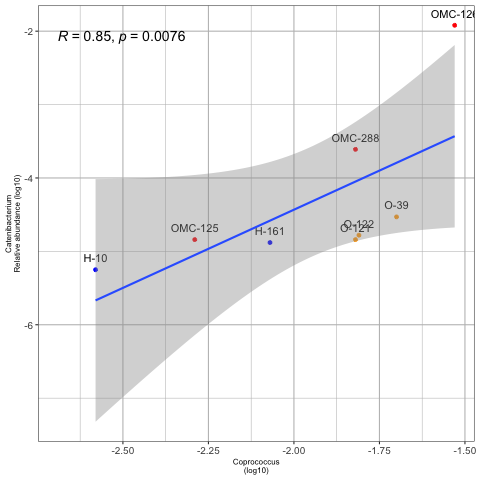 OMC-126
-2
R = 0.85, p = 0.0076
OMC-288
-4
O-39
OMC-125
O-122
O-121
H-161
H-10
-6
Catenibacterium
Relative abundance (log10)
-2.50
-2.25
-2.00
-1.75
-1.50
Coprococcus
(log10)